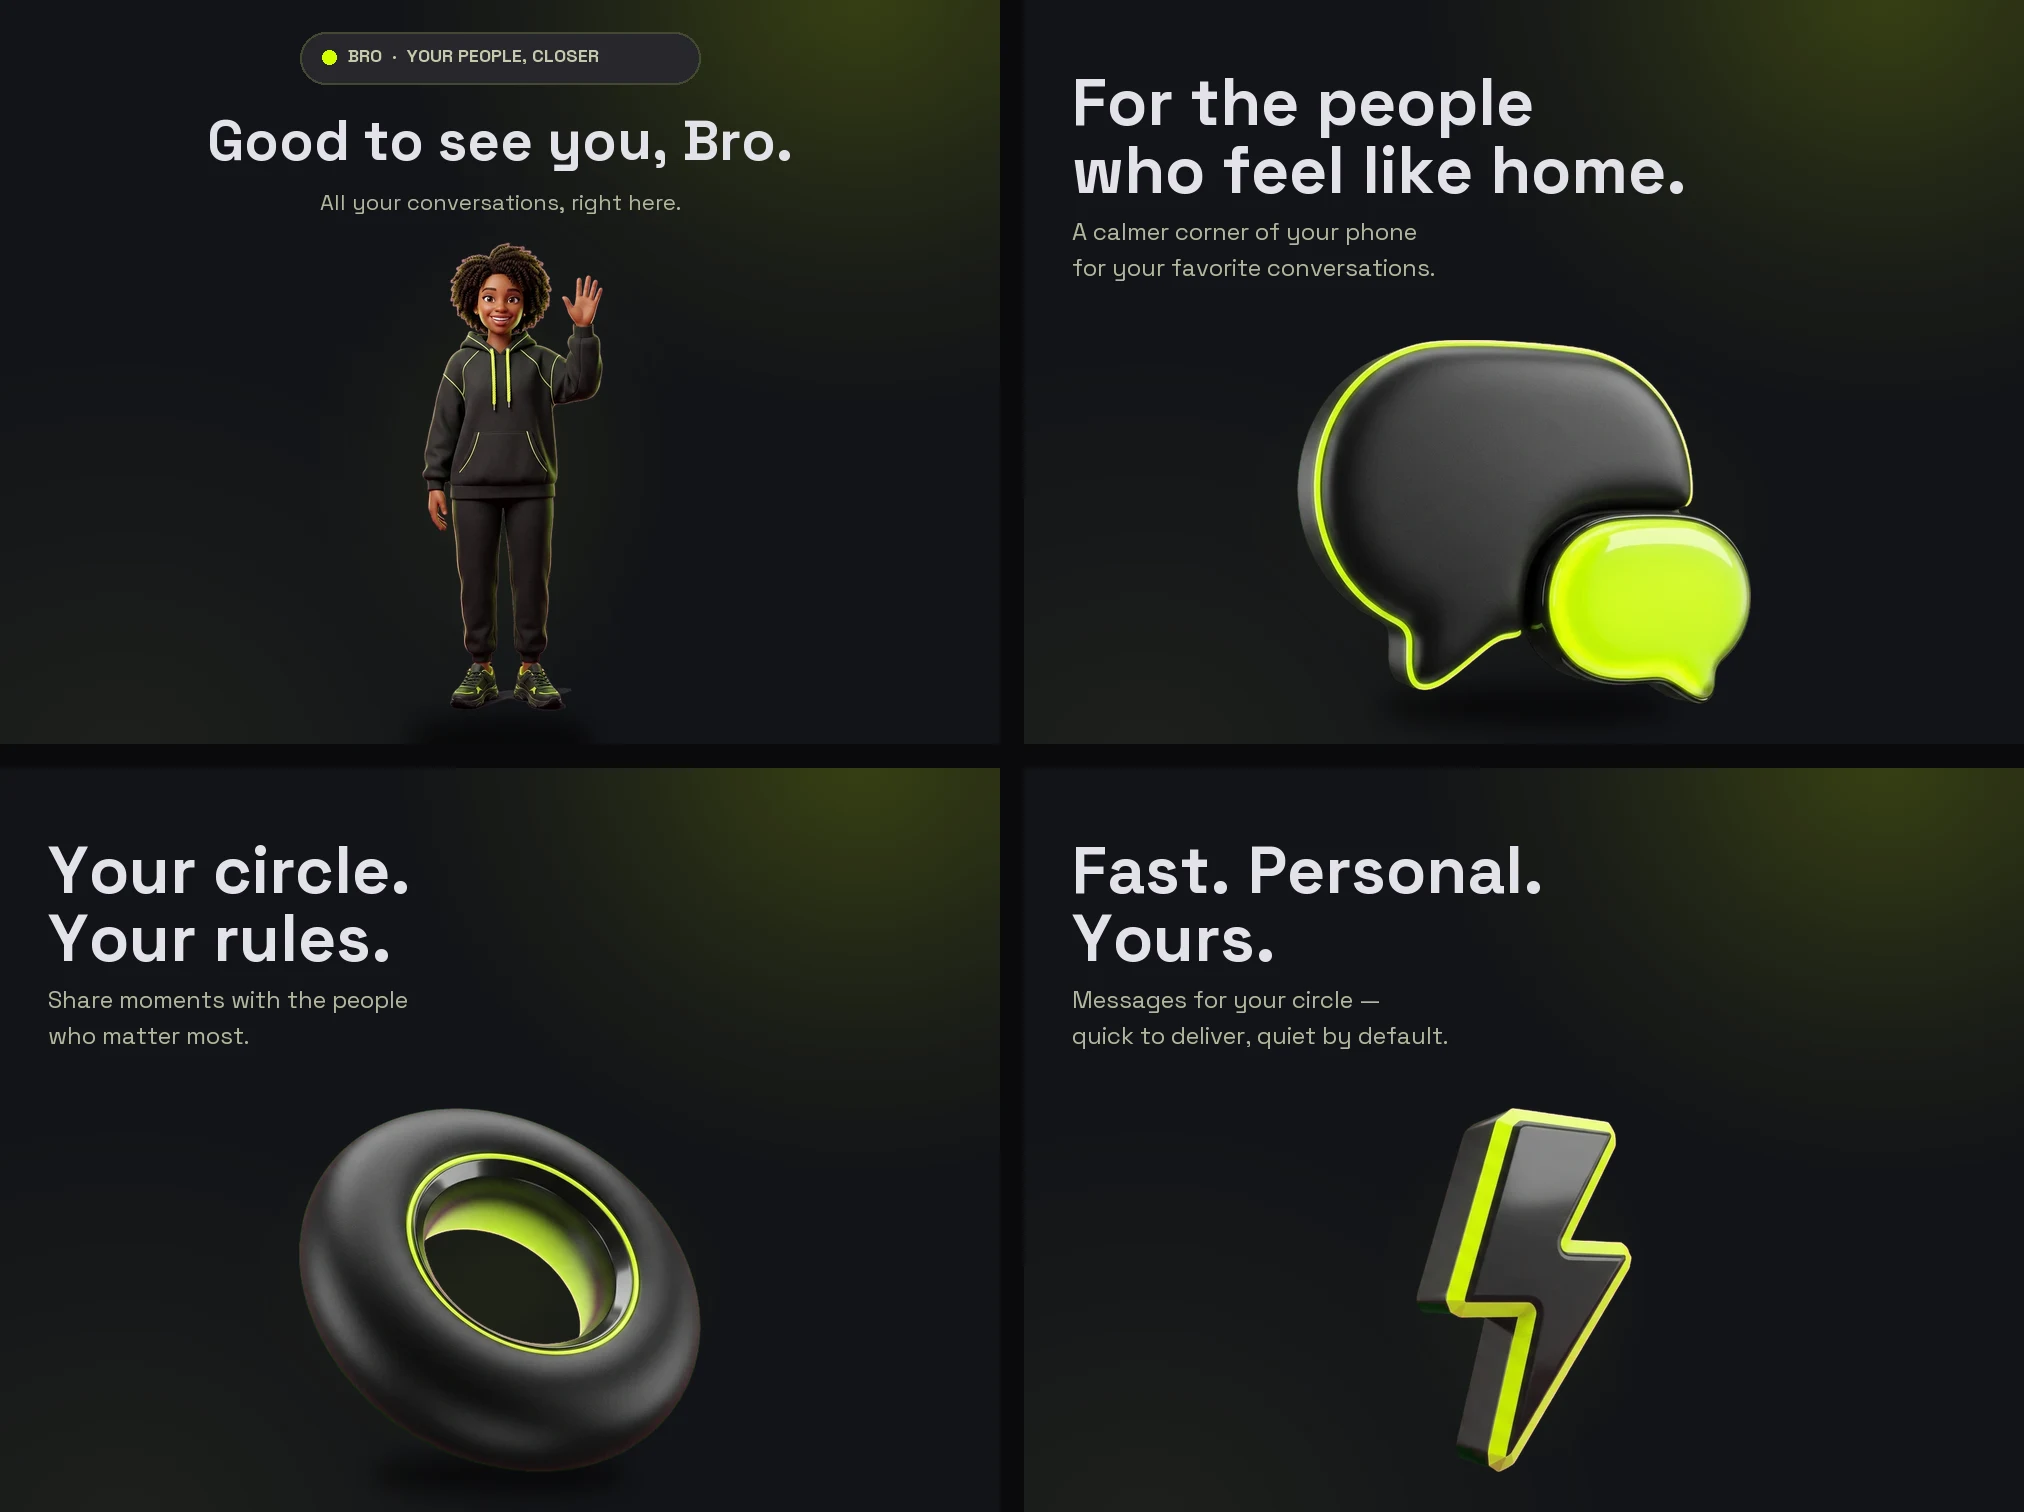 BRO · YOUR PEOPLE, CLOSER
Good to see you, Bro.
All your conversations, right here.
For the people
who feel like home.
A calmer corner of your phone
for your favorite conversations.
Your circle.
Your rules.
Share moments with the people
who matter most.
Fast. Personal.
Yours.
Messages for your circle —
quick to deliver, quiet by default.